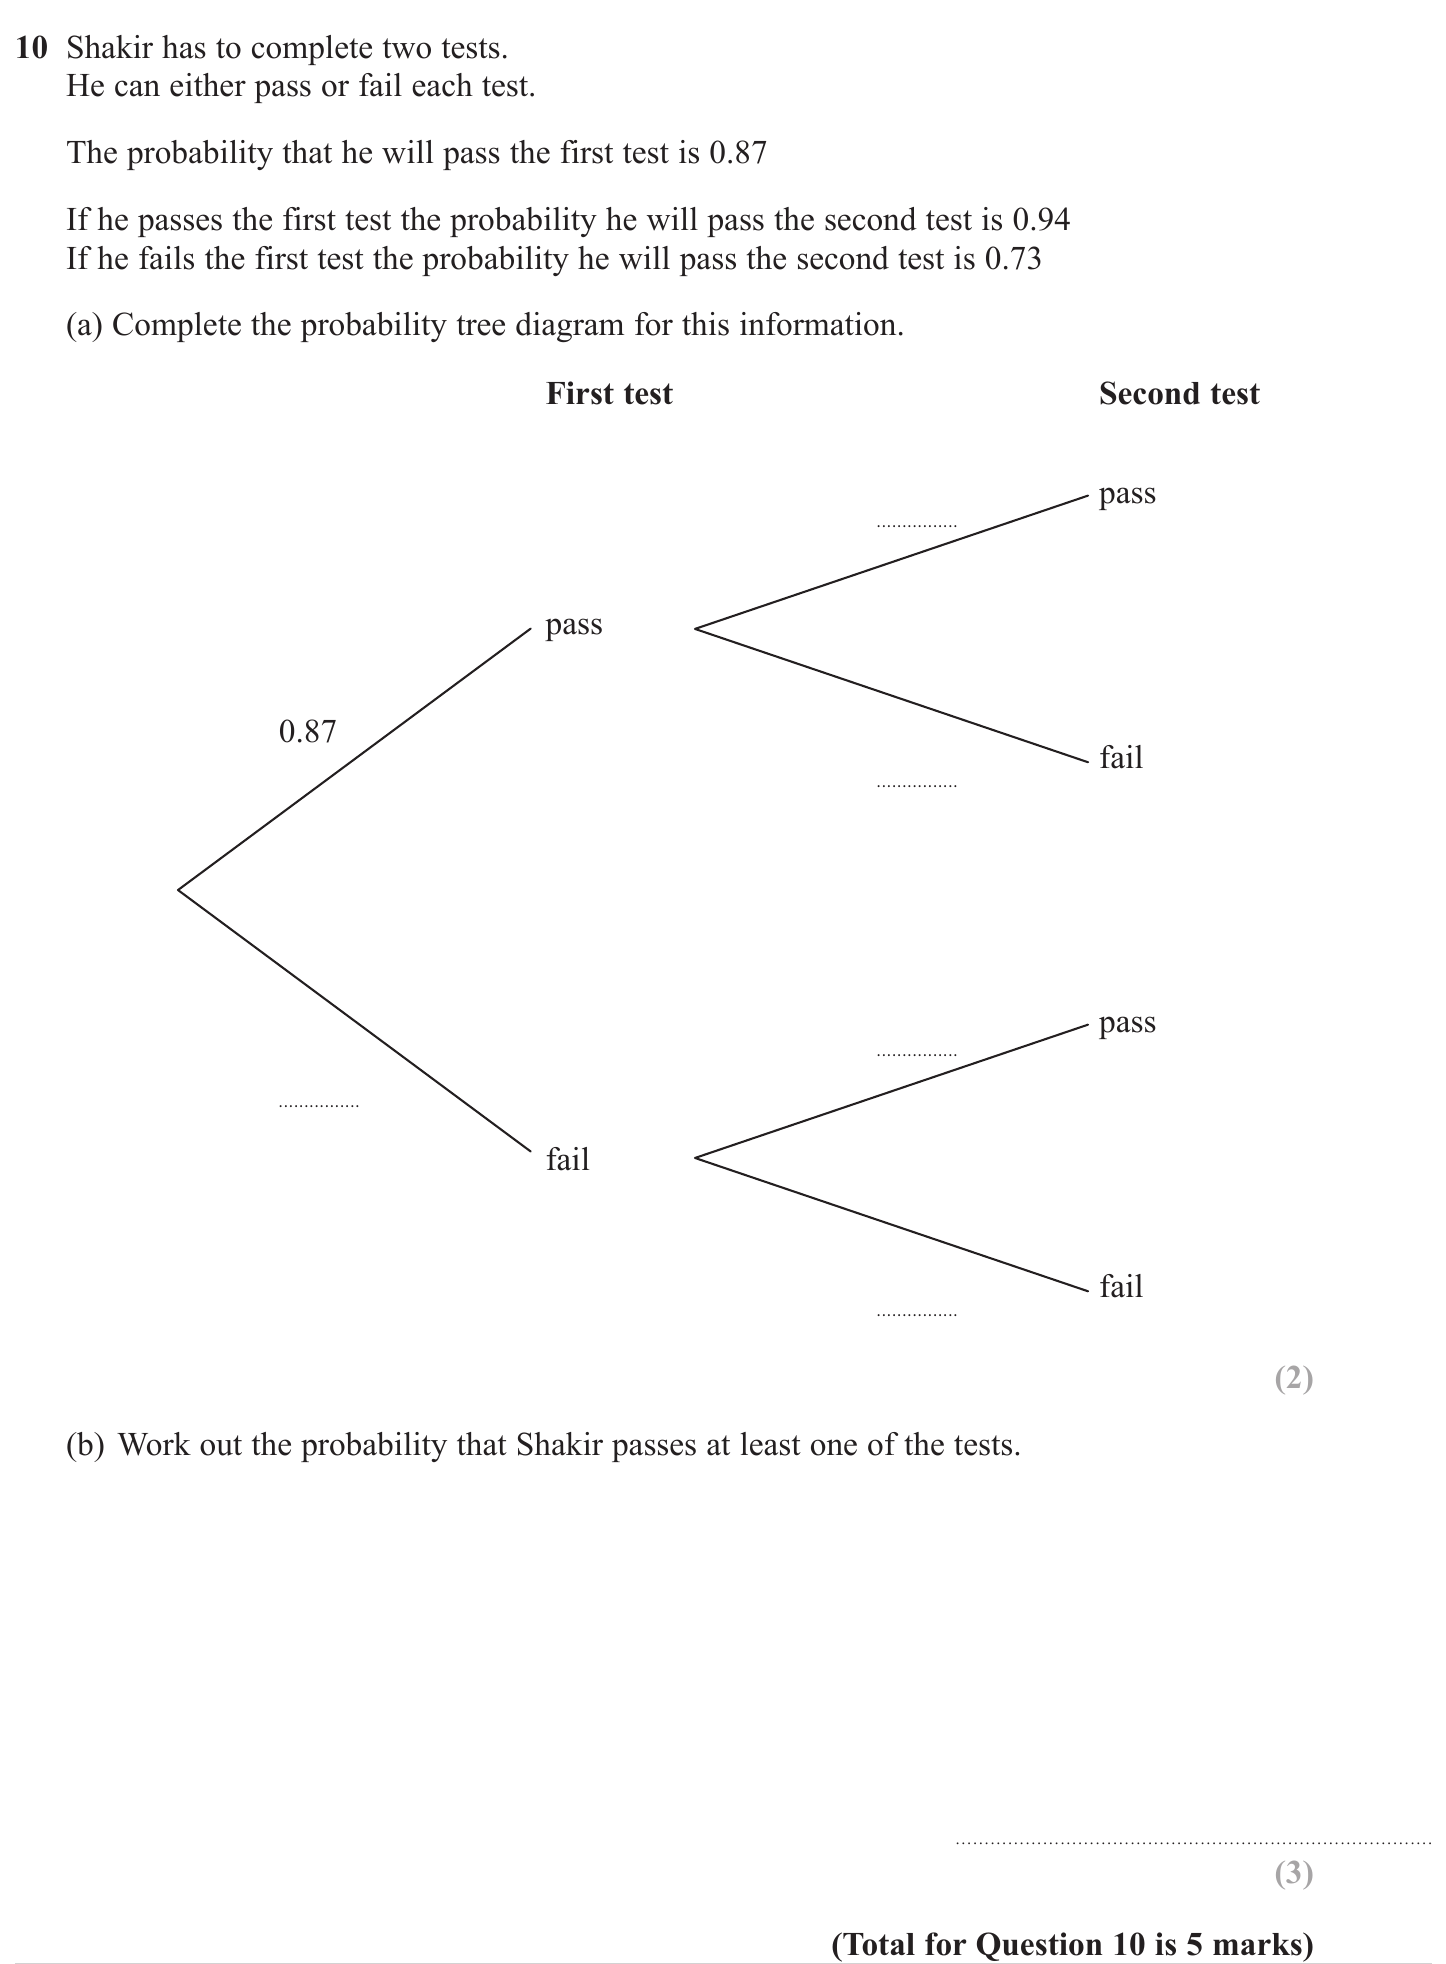 10 Shakir has to complete two tests.
He can either pass or fail each test.
The probability that he will pass the first test is 0.87
If he passes the first test the probability he will pass the second test is 0.94
If he fails the first test the probability he will pass the second test is 0.73
(a) Complete the probability tree diagram for this information.
First test Second test
pass
................
pass
0.87
fail
................
pass
................
................
fail
fail
................
(2)
(b) Work out the probability that Shakir passes at least one of the tests.
.......................................................................................
(3)
(Total for Question 10 is 5 marks)